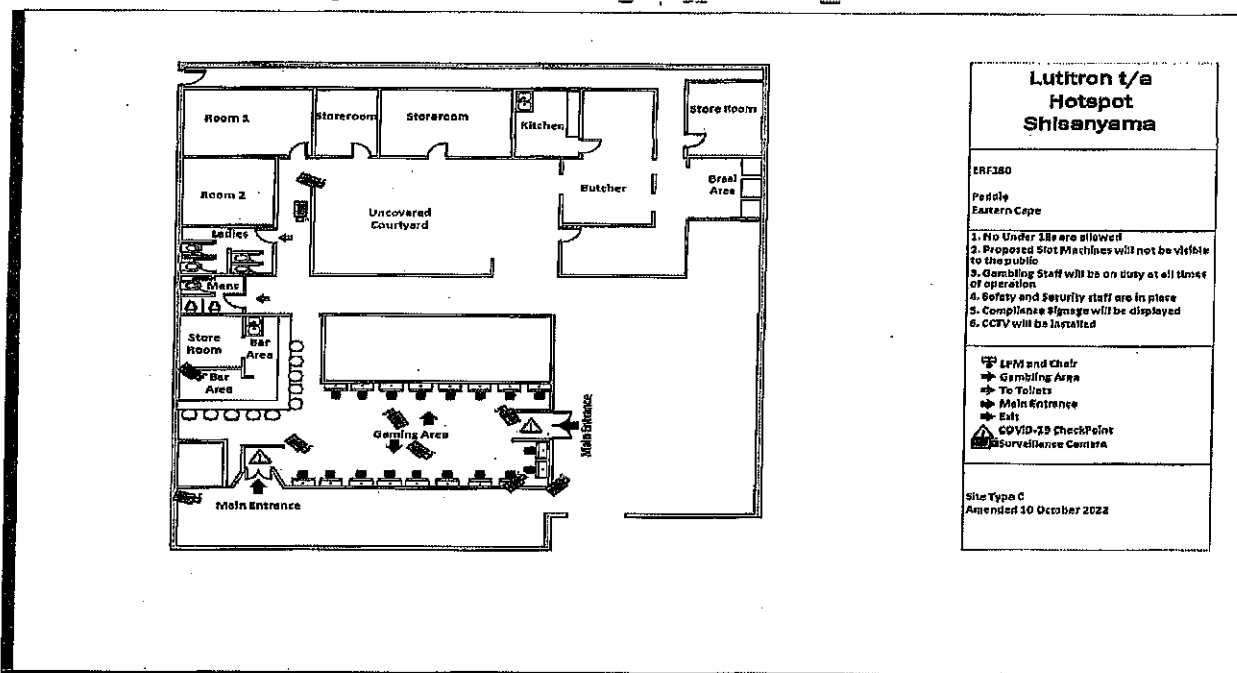 Room 1
Storeroom
Storeroom
Kitchen
Store Room
Room 2
Uncovered
Courtyard
Butcher
Braai
Area
Ladies
Mens
Store
Room
Bar
Area
Bar
Area
Gaming Area
Main Entrance
Main Entrance
Lutitron t/a
Hotspot
Shisanyama
ERF180
Peddie
Eastern Cape
1. No Under 18s are allowed
2. Proposed Slot Machines will not be visible
to the public
3. Gambling Staff will be on duty at all times
of operation
4. Safety and Security staff are in place
5. Compliance Signage will be displayed
6. CCTV will be installed
LPM and Chair
Gambling Area
To Toilets
Main Entrance
Exit
COVID-19 CheckPoint
Surveillance Camera
Site Type C
Amended 10 October 2022